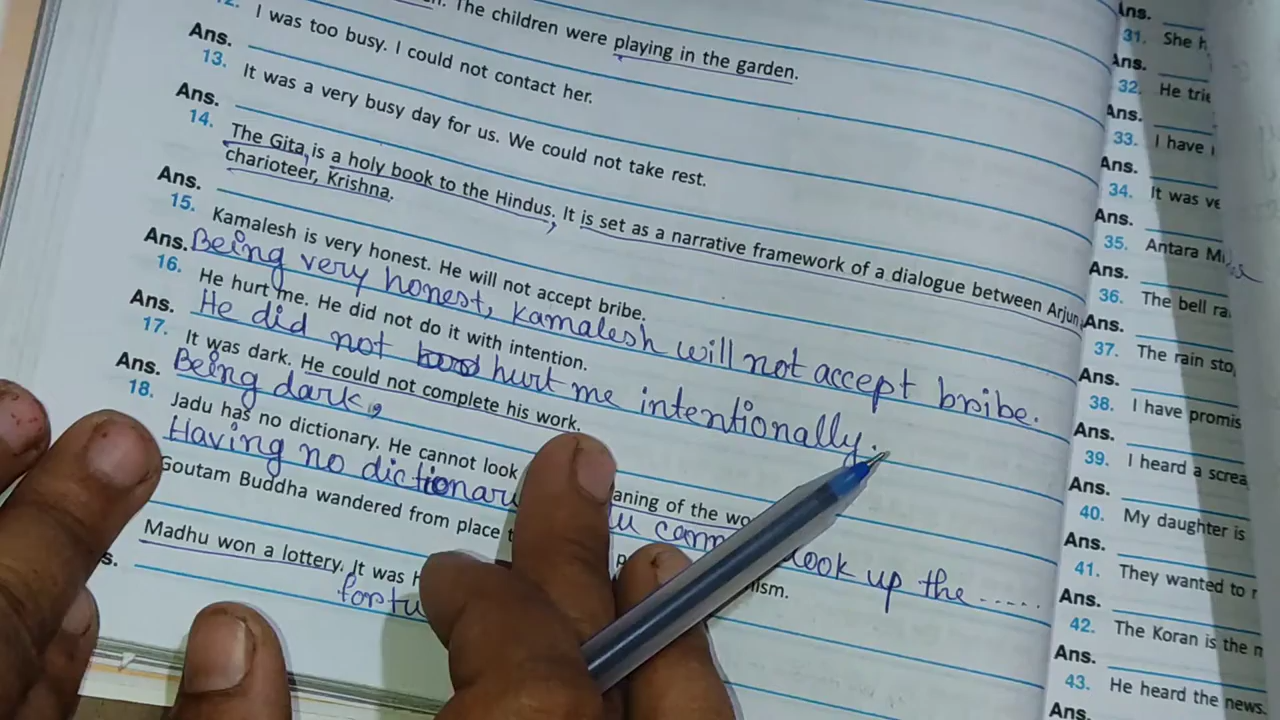 The children were playing in the garden.
I was too busy. I could not contact her.
Ans.
13. It was a very busy day for us. We could not take rest.
Ans.
14. The Gita is a holy book to the Hindus. It is set as a narrative framework of a dialogue between Arjun
charioteer, Krishna.
Ans.
15. Kamalesh is very honest. He will not accept bribe.
Ans. Being very honest, Kamalesh will not accept bribe.
16. He hurt me. He did not do it with intention.
Ans. He did not hurt me intentionally.
17. It was dark. He could not complete his work.
Ans. Being dark,
18. Jadu has no dictionary. He cannot look
Having no look up the .....
Goutam Buddha wandered from place
Madhu won a lottery. It was
Ans.
31. She
Ans.
32. He
Ans.
33. I have
Ans.
34. It was
Ans.
35. Antara
Ans.
36. The bell
Ans.
37. The rain
Ans.
38. I have
Ans.
39. I heard a
Ans.
40. My daughter is
Ans.
41. They wanted to
Ans.
42. The Koran is the
Ans.
43. He heard the news.
Ans.